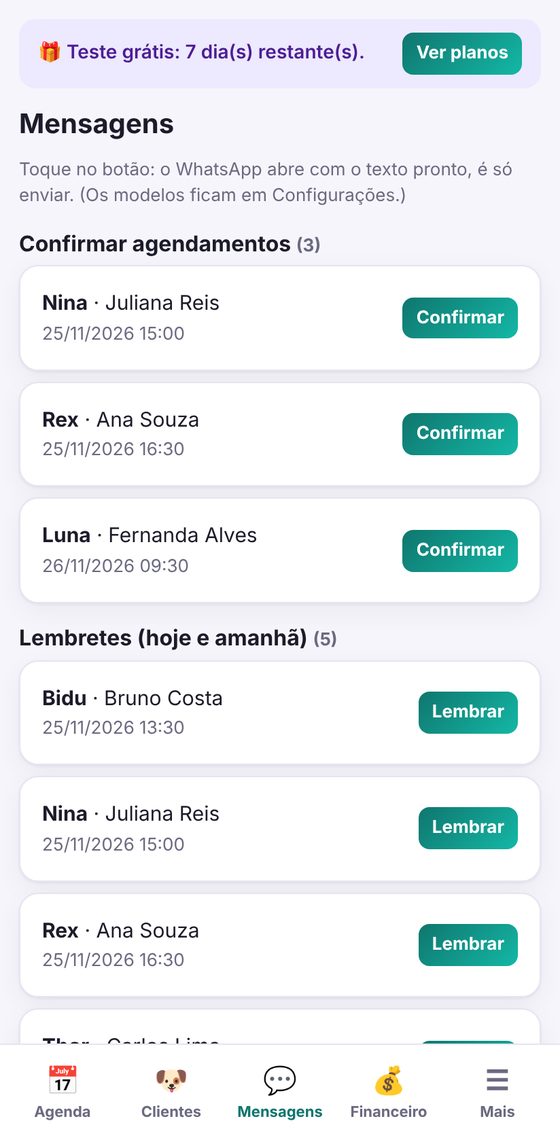 🎁 Teste grátis: 7 dia(s) restante(s).
Ver planos
Mensagens
Toque no botão: o WhatsApp abre com o texto pronto, é só
enviar. (Os modelos ficam em Configurações.)
Confirmar agendamentos (3)
Nina · Juliana Reis
25/11/2026 15:00
Confirmar
Rex · Ana Souza
25/11/2026 16:30
Confirmar
Luna · Fernanda Alves
26/11/2026 09:30
Confirmar
Lembretes (hoje e amanhã) (5)
Bidu · Bruno Costa
25/11/2026 13:30
Lembrar
Nina · Juliana Reis
25/11/2026 15:00
Lembrar
Rex · Ana Souza
25/11/2026 16:30
Lembrar
Agenda
Clientes
Mensagens
Financeiro
Mais